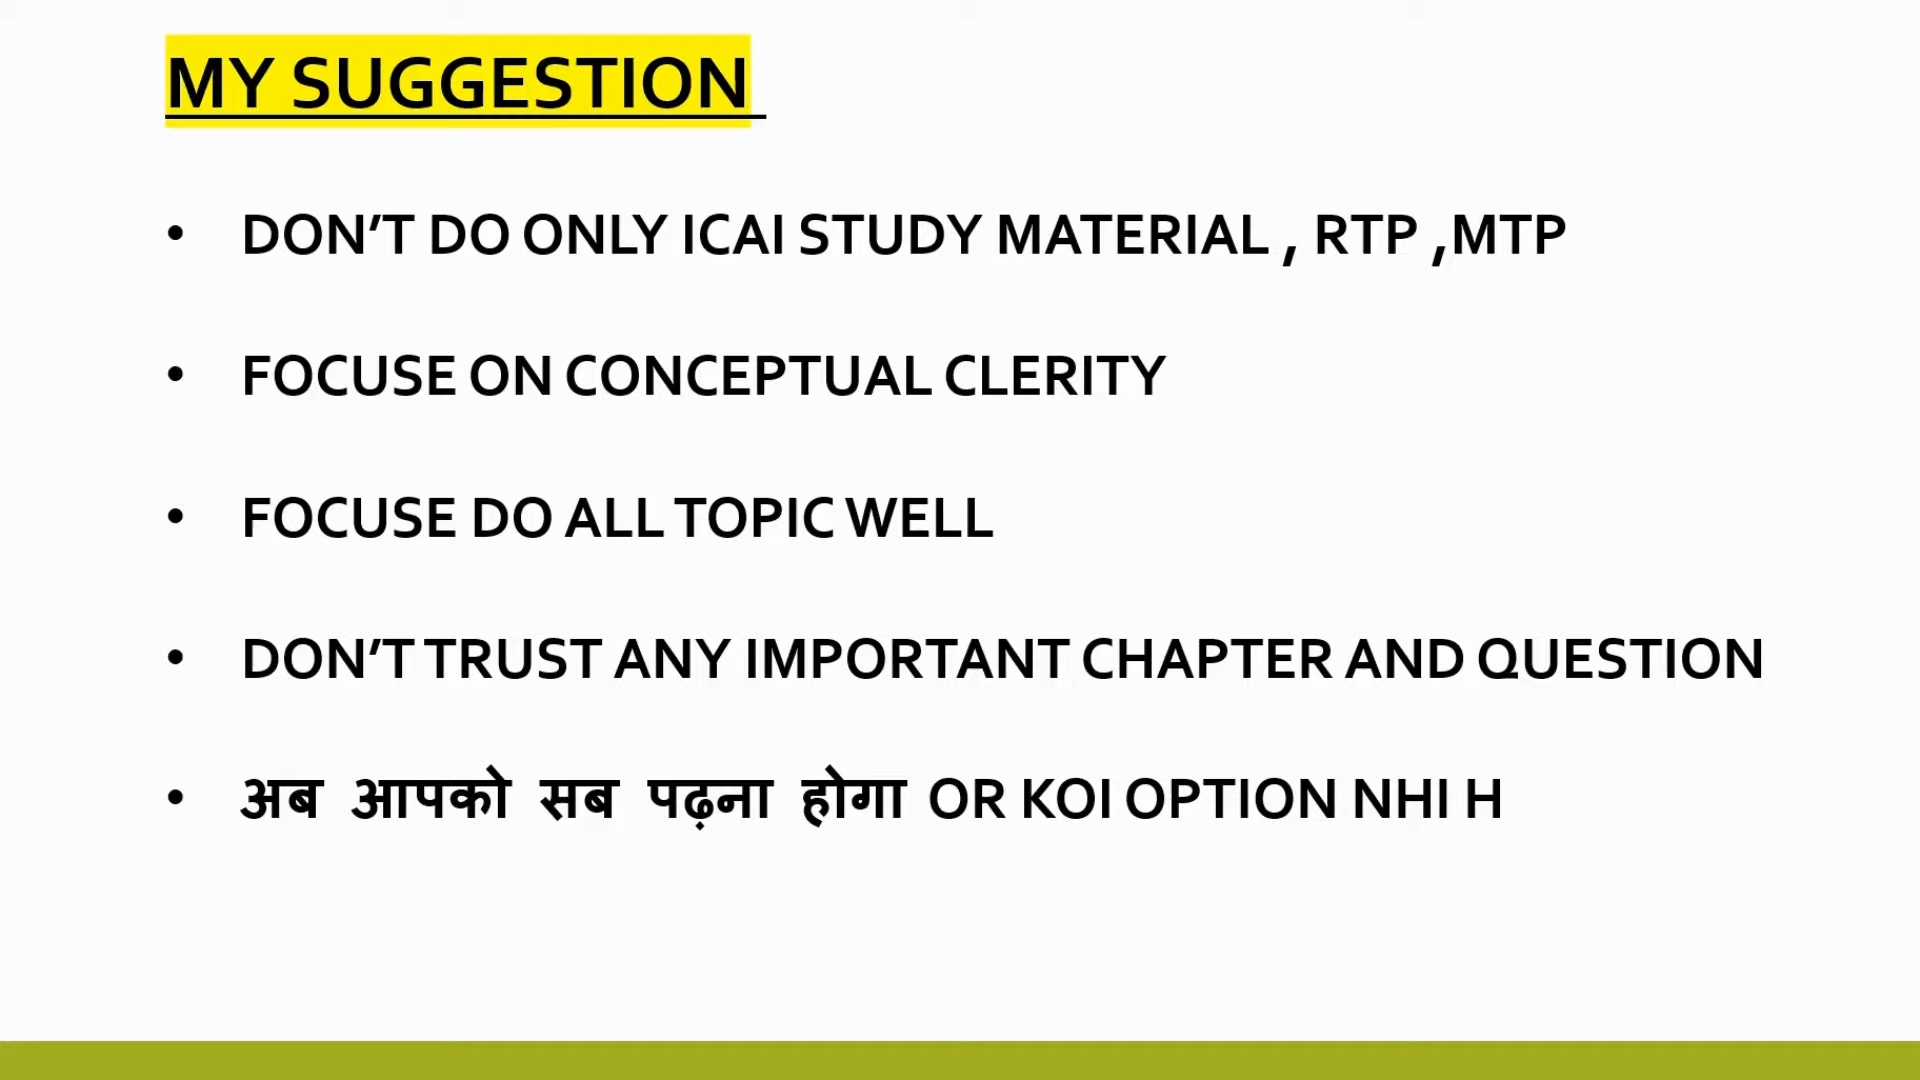 MY SUGGESTION
• DON’T DO ONLY ICAI STUDY MATERIAL , RTP ,MTP
• FOCUSE ON CONCEPTUAL CLERITY
• FOCUSE DO ALL TOPIC WELL
• DON’T TRUST ANY IMPORTANT CHAPTER AND QUESTION
• अब आपको सब पढ़ना होगा OR KOI OPTION NHI H